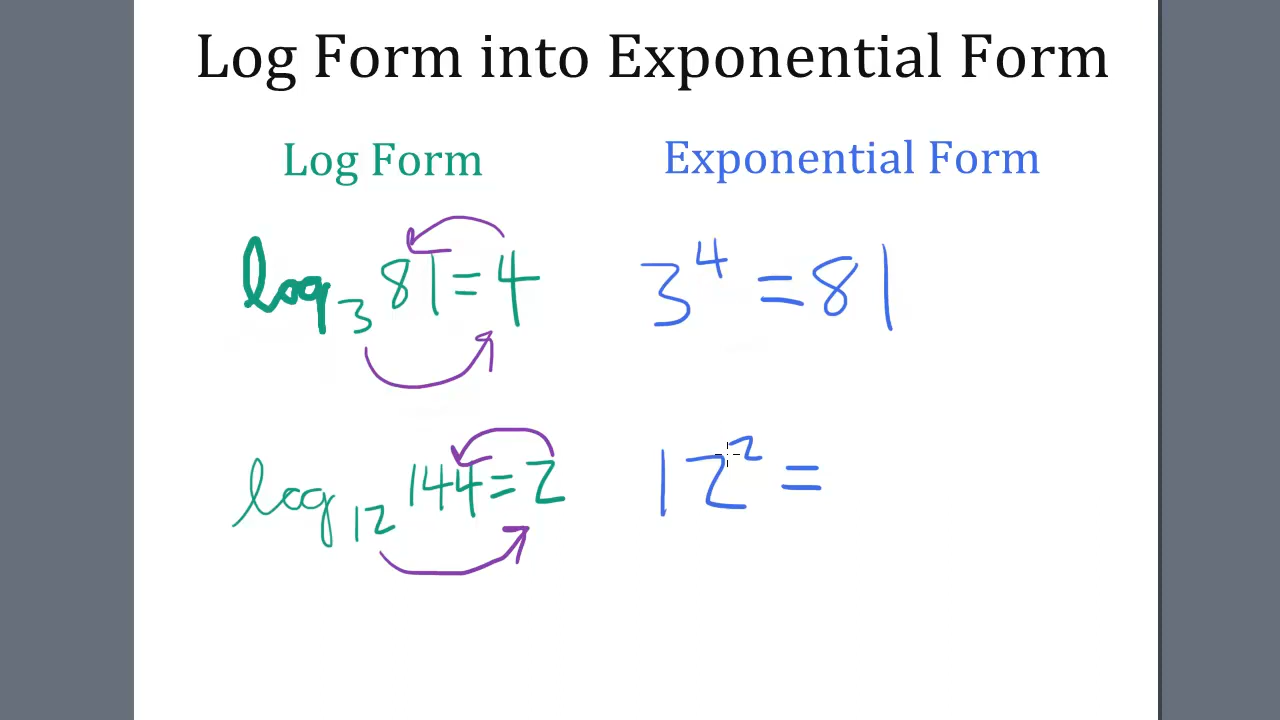 Log Form into Exponential Form
Log Form Exponential Form
log₃ 81 = 4 3⁴ = 81
log₁₂ 144 = 2 12² =